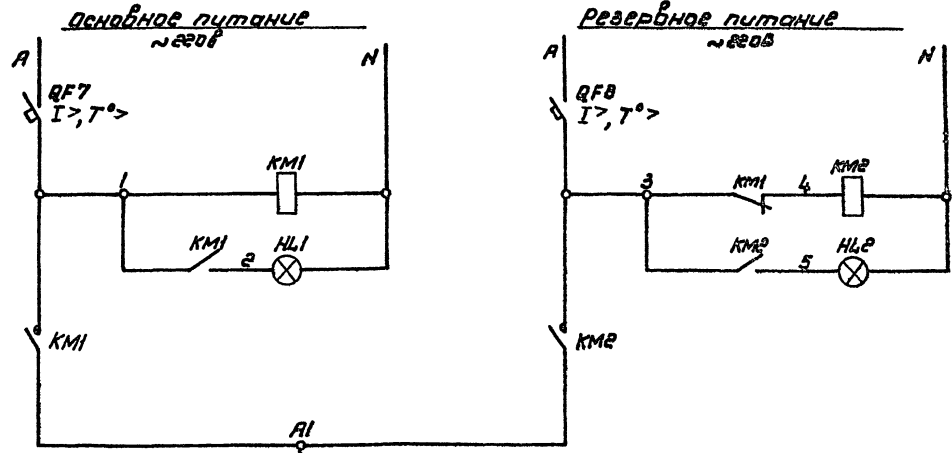 Основное питание
~220В
A
N
QF7
I>, T°>
1
KM1
KM1
2
HL1
KM1
Резервное питание
~220В
A
N
QF8
I>, T°>
3
KM1
4
KM2
KM2
5
HL2
KM2
A1